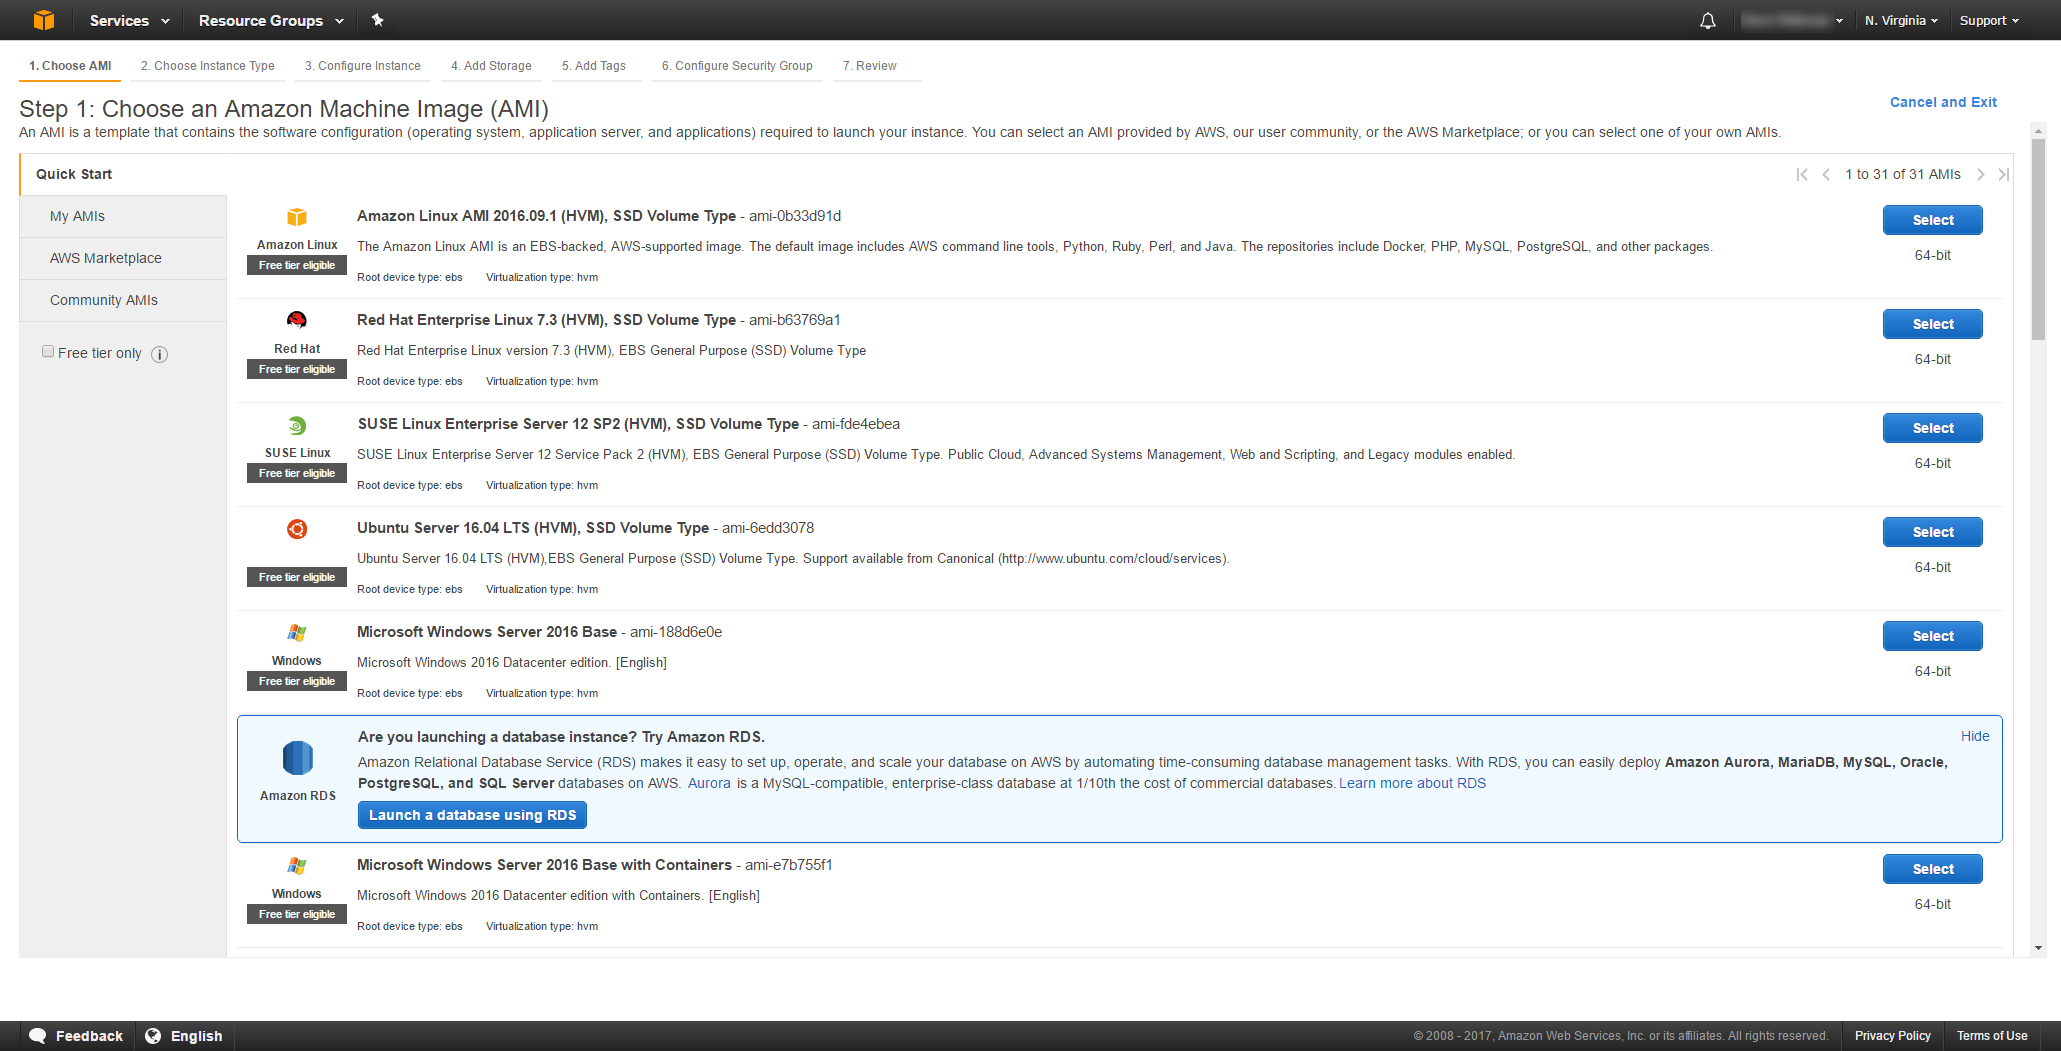 Services Resource Groups N. Virginia Support
1. Choose AMI 2. Choose Instance Type 3. Configure Instance 4. Add Storage 5. Add Tags 6. Configure Security Group 7. Review
Step 1: Choose an Amazon Machine Image (AMI)
Cancel and Exit
An AMI is a template that contains the software configuration (operating system, application server, and applications) required to launch your instance. You can select an AMI provided by AWS, our user community, or the AWS Marketplace; or you can select one of your own AMIs.
Quick Start
1 to 31 of 31 AMIs
My AMIs
AWS Marketplace
Community AMIs
Free tier only
Amazon Linux AMI 2016.09.1 (HVM), SSD Volume Type - ami-0b33d91d
Select
Amazon Linux
The Amazon Linux AMI is an EBS-backed, AWS-supported image. The default image includes AWS command line tools, Python, Ruby, Perl, and Java. The repositories include Docker, PHP, MySQL, PostgreSQL, and other packages.
64-bit
Free tier eligible
Root device type: ebs Virtualization type: hvm
Red Hat Enterprise Linux 7.3 (HVM), SSD Volume Type - ami-b63769a1
Select
Red Hat
Red Hat Enterprise Linux version 7.3 (HVM), EBS General Purpose (SSD) Volume Type
64-bit
Free tier eligible
Root device type: ebs Virtualization type: hvm
SUSE Linux Enterprise Server 12 SP2 (HVM), SSD Volume Type - ami-fde4ebea
Select
SUSE Linux
SUSE Linux Enterprise Server 12 Service Pack 2 (HVM), EBS General Purpose (SSD) Volume Type. Public Cloud, Advanced Systems Management, Web and Scripting, and Legacy modules enabled.
64-bit
Free tier eligible
Root device type: ebs Virtualization type: hvm
Ubuntu Server 16.04 LTS (HVM), SSD Volume Type - ami-6edd3078
Select
Ubuntu Server 16.04 LTS (HVM),EBS General Purpose (SSD) Volume Type. Support available from Canonical (http://www.ubuntu.com/cloud/services).
64-bit
Free tier eligible
Root device type: ebs Virtualization type: hvm
Microsoft Windows Server 2016 Base - ami-188d6e0e
Select
Windows
Microsoft Windows 2016 Datacenter edition. [English]
64-bit
Free tier eligible
Root device type: ebs Virtualization type: hvm
Are you launching a database instance? Try Amazon RDS.
Hide
Amazon RDS
Amazon Relational Database Service (RDS) makes it easy to set up, operate, and scale your database on AWS by automating time-consuming database management tasks. With RDS, you can easily deploy Amazon Aurora, MariaDB, MySQL, Oracle,
PostgreSQL, and SQL Server databases on AWS. Aurora is a MySQL-compatible, enterprise-class database at 1/10th the cost of commercial databases. Learn more about RDS
Launch a database using RDS
Microsoft Windows Server 2016 Base with Containers - ami-e7b755f1
Select
Windows
Microsoft Windows 2016 Datacenter edition with Containers. [English]
64-bit
Free tier eligible
Root device type: ebs Virtualization type: hvm
Feedback English © 2008 - 2017, Amazon Web Services, Inc. or its affiliates. All rights reserved. Privacy Policy Terms of Use